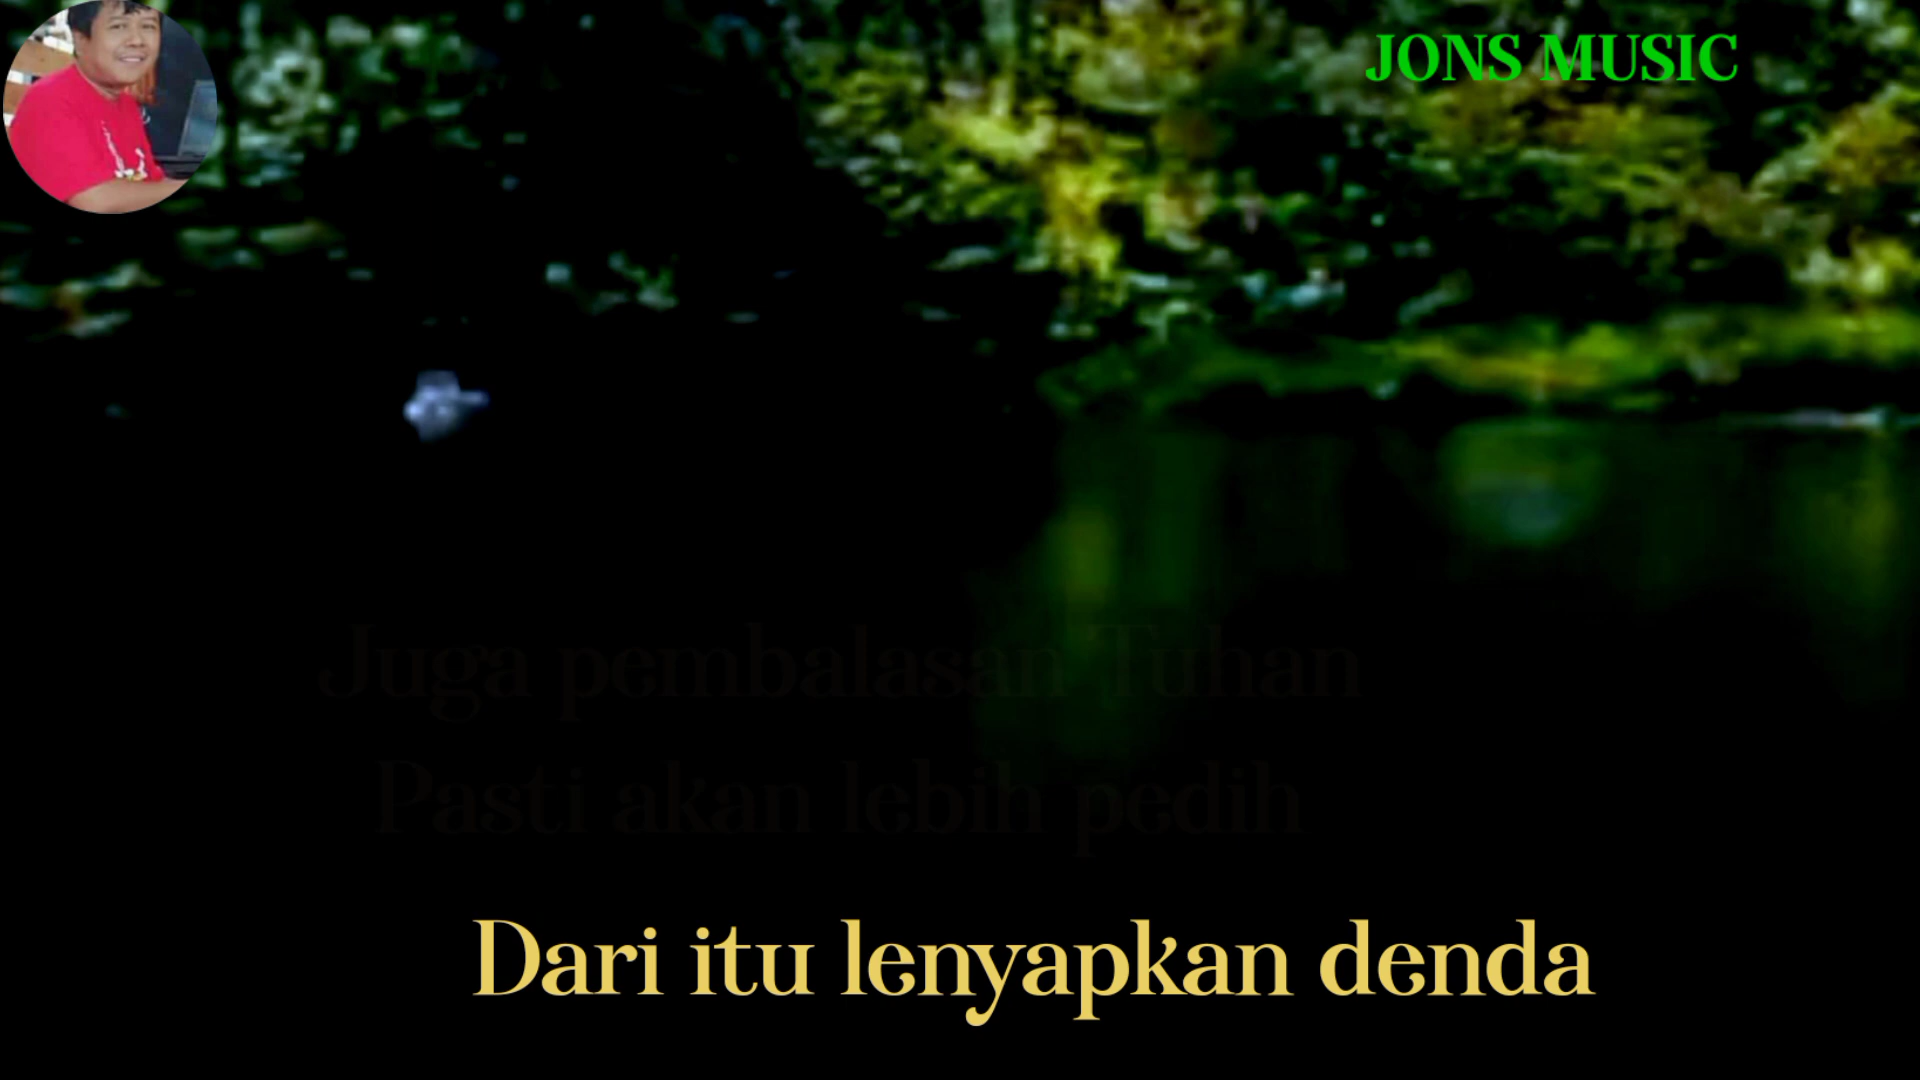 JONS MUSIC
Juga pembalasan Tuhan
Pasti akan lebih pedih
Dari itu lenyapkan denda